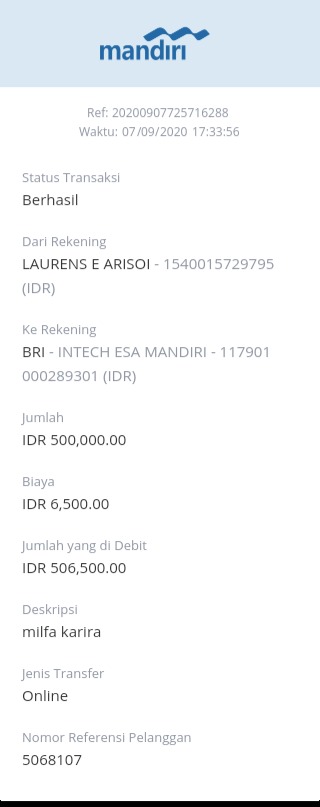 mandiri
Ref: 20200907725716288
Waktu: 07/09/2020 17:33:56
Status Transaksi
Berhasil
Dari Rekening
LAURENS E ARISOI - 1540015729795
(IDR)
Ke Rekening
BRI - INTECH ESA MANDIRI - 117901
000289301 (IDR)
Jumlah
IDR 500,000.00
Biaya
IDR 6,500.00
Jumlah yang di Debit
IDR 506,500.00
Deskripsi
milfa karira
Jenis Transfer
Online
Nomor Referensi Pelanggan
5068107